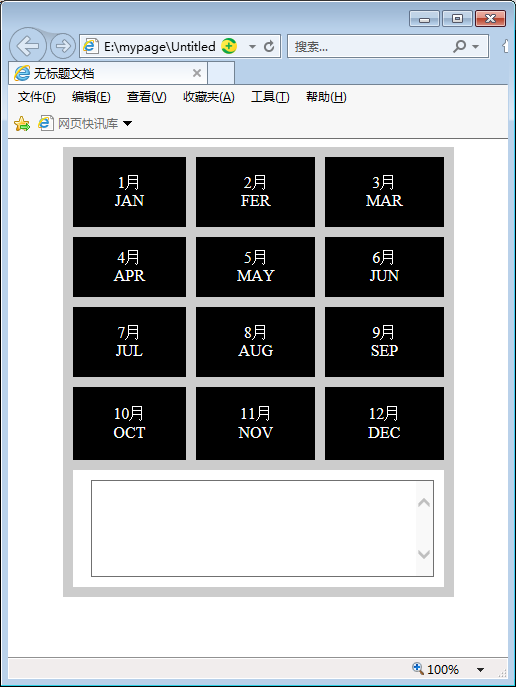 E:\mypage\Untitled
搜索...
无标题文档
文件(F) 编辑(E) 查看(V) 收藏夹(A) 工具(T) 帮助(H)
网页快讯库
1月 2月 3月
JAN FER MAR
4月 5月 6月
APR MAY JUN
7月 8月 9月
JUL AUG SEP
10月 11月 12月
OCT NOV DEC
100%